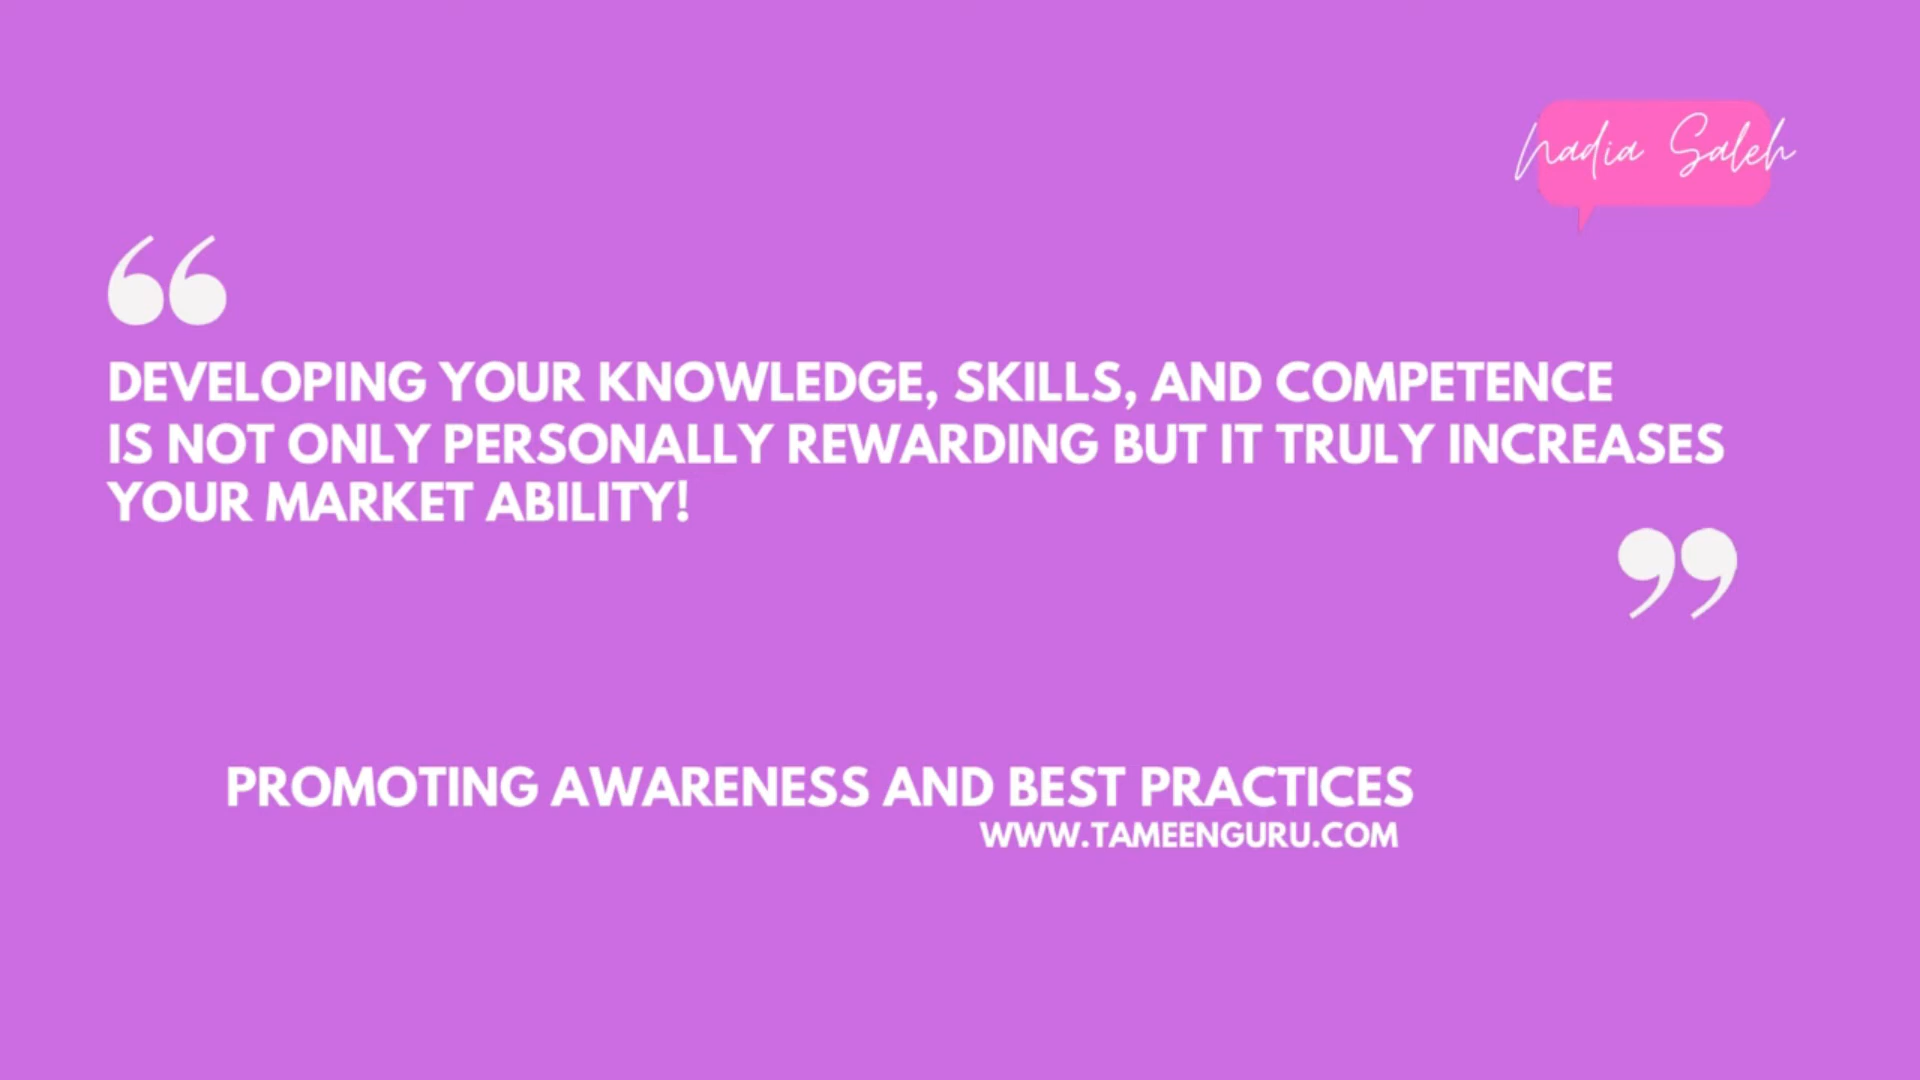 Nadia Saleh
“
DEVELOPING YOUR KNOWLEDGE, SKILLS, AND COMPETENCE
IS NOT ONLY PERSONALLY REWARDING BUT IT TRULY INCREASES
YOUR MARKET ABILITY!
”
PROMOTING AWARENESS AND BEST PRACTICES
WWW.TAMEENGURU.COM